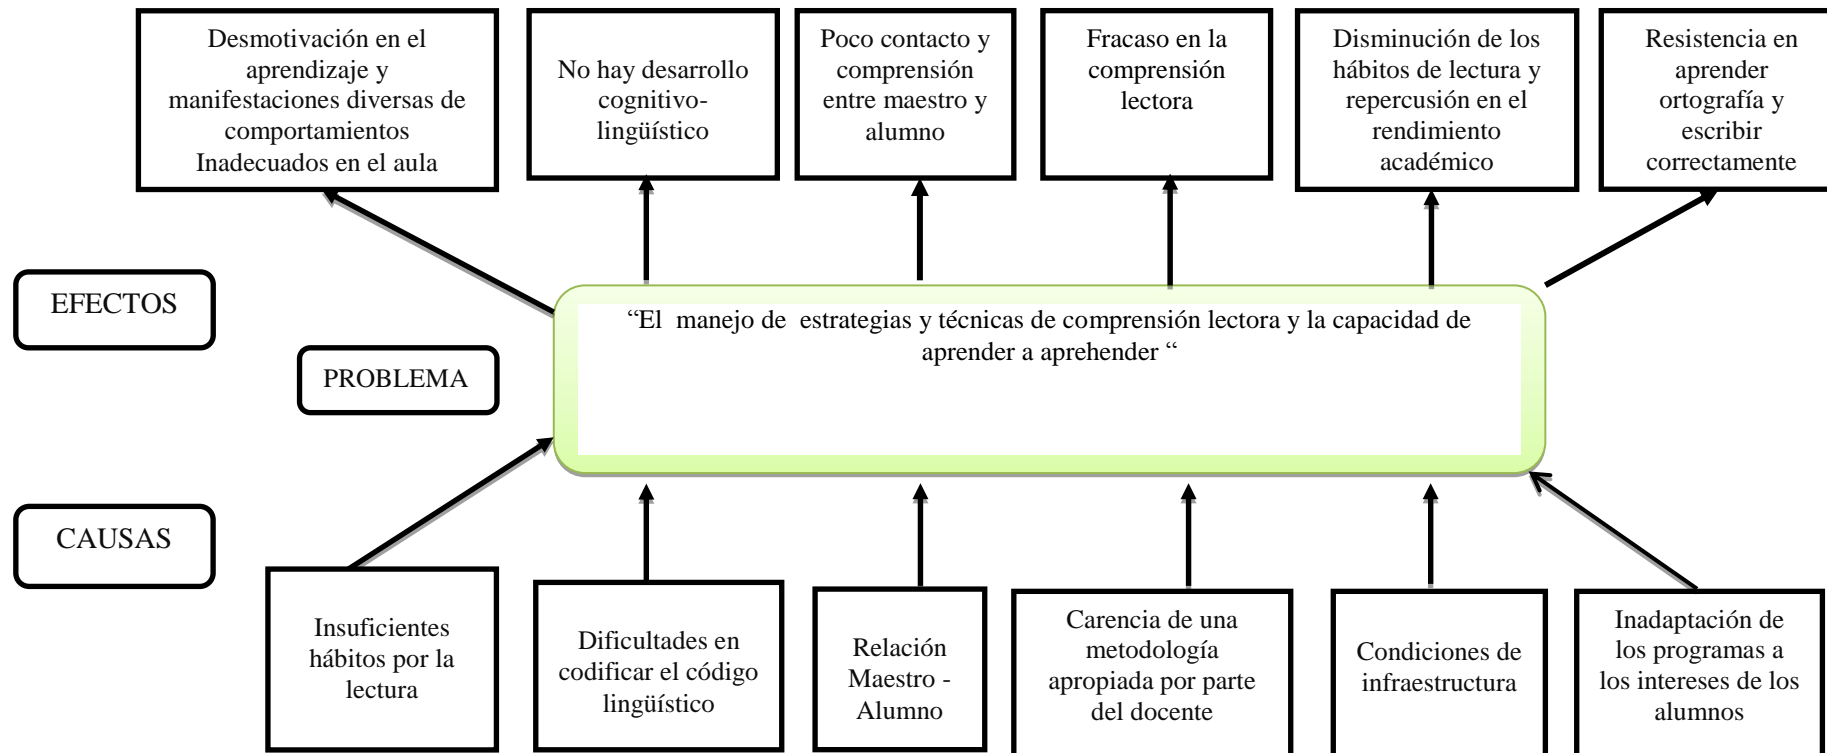 Desmotivación en el
aprendizaje y
manifestaciones diversas de
comportamientos
Inadecuados en el aula
No hay desarrollo
cognitivo-
lingüístico
Poco contacto y
comprensión
entre maestro y
alumno
Fracaso en la
comprensión
lectora
Disminución de los
hábitos de lectura y
repercusión en el
rendimiento
académico
Resistencia en
aprender
ortografía y
escribir
correctamente
EFECTOS
“El manejo de estrategias y técnicas de comprensión lectora y la capacidad de
aprender a aprehender “
PROBLEMA
CAUSAS
Insuficientes
hábitos por la
lectura
Dificultades en
codificar el código
lingüístico
Relación
Maestro -
Alumno
Carencia de una
metodología
apropiada por parte
del docente
Condiciones de
infraestructura
Inadaptación de
los programas a
los intereses de los
alumnos